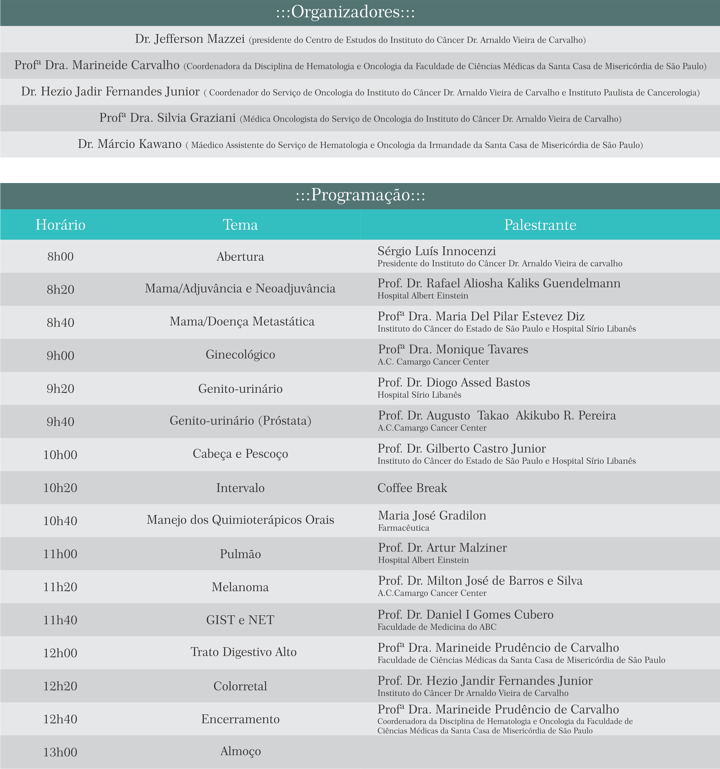 :::Organizadores:::
Dr. Jefferson Mazzei (presidente do Centro de Estudos do Instituto do Câncer Dr. Arnaldo Vieira de Carvalho)
Profª Dra. Marineide Carvalho (Coordenadora da Disciplina de Hematologia e Oncologia da Faculdade de Ciências Médicas da Santa Casa de Misericórdia de São Paulo)
Dr. Hezio Jadir Fernandes Junior ( Coordenador do Serviço de Oncologia do Instituto do Câncer Dr. Arnaldo Vieira de Carvalho e Instituto Paulista de Cancerologia)
Profª Dra. Silvia Graziani (Médica Oncologista do Serviço de Oncologia do Instituto do Câncer Dr. Arnaldo Vieira de Carvalho)
Dr. Márcio Kawano ( Máedico Assistente do Serviço de Hematologia e Oncologia da Irmandade da Santa Casa de Misericórdia de São Paulo)
:::Programação:::
Horário Tema Palestrante
8h00 Abertura Sérgio Luís Innocenzi
Presidente do Instituto do Câncer Dr. Arnaldo Vieira de carvalho
8h20 Mama/Adjuvância e Neoadjuvância Prof. Dr. Rafael Aliosha Kaliks Guendelmann
Hospital Albert Einstein
8h40 Mama/Doença Metastática Profª Dra. Maria Del Pilar Estevez Diz
Instituto do Câncer do Estado de São Paulo e Hospital Sírio Libanês
9h00 Ginecológico Profª Dra. Monique Tavares
A.C. Camargo Cancer Center
9h20 Genito-urinário Prof. Dr. Diogo Assed Bastos
Hospital Sírio Libanês
9h40 Genito-urinário (Próstata) Prof. Dr. Augusto Takao Akikubo R. Pereira
A.C.Camargo Cancer Center
10h00 Cabeça e Pescoço Prof. Dr. Gilberto Castro Junior
Instituto do Câncer do Estado de São Paulo e Hospital Sírio Libanês
10h20 Intervalo Coffee Break
10h40 Manejo dos Quimioterápicos Orais Maria José Gradilon
Farmacêutica
11h00 Pulmão Prof. Dr. Artur Malziner
Hospital Albert Einstein
11h20 Melanoma Prof. Dr. Milton José de Barros e Silva
A.C.Camargo Cancer Center
11h40 GIST e NET Prof. Dr. Daniel I Gomes Cubero
Faculdade de Medicina do ABC
12h00 Trato Digestivo Alto Profª Dra. Marineide Prudêncio de Carvalho
Faculdade de Ciências Médicas da Santa Casa de Misericórdia de São Paulo
12h20 Colorretal Prof. Dr. Hezio Jandir Fernandes Junior
Instituto do Câncer Dr Arnaldo Vieira de Carvalho
12h40 Encerramento Profª Dra. Marineide Prudêncio de Carvalho
Coordenadora da Disciplina de Hematologia e Oncologia da Faculdade de
Ciências Médicas da Santa Casa de Misericórdia de São Paulo
13h00 Almoço